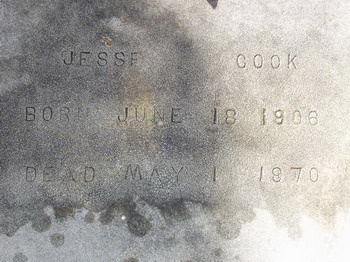 JESSE COOK
BORN JUNE 18 1906
DEAD MAY 1 1970